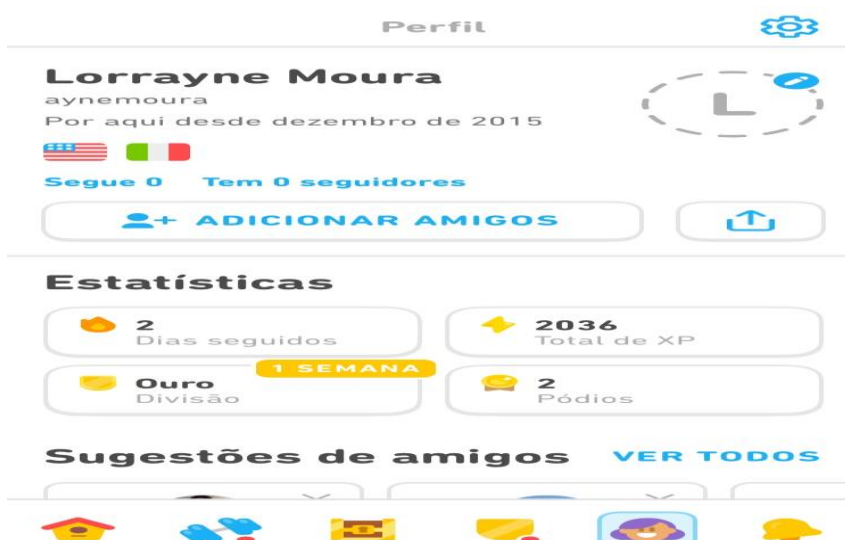 Perfil
Lorrayne Moura
aynemoura
Por aqui desde dezembro de 2015
L
Segue 0 Tem 0 seguidores
ADICIONAR AMIGOS
Estatísticas
2
Dias seguidos
2036
Total de XP
1 SEMANA
Ouro
Divisão
2
Pódios
Sugestões de amigos VER TODOS